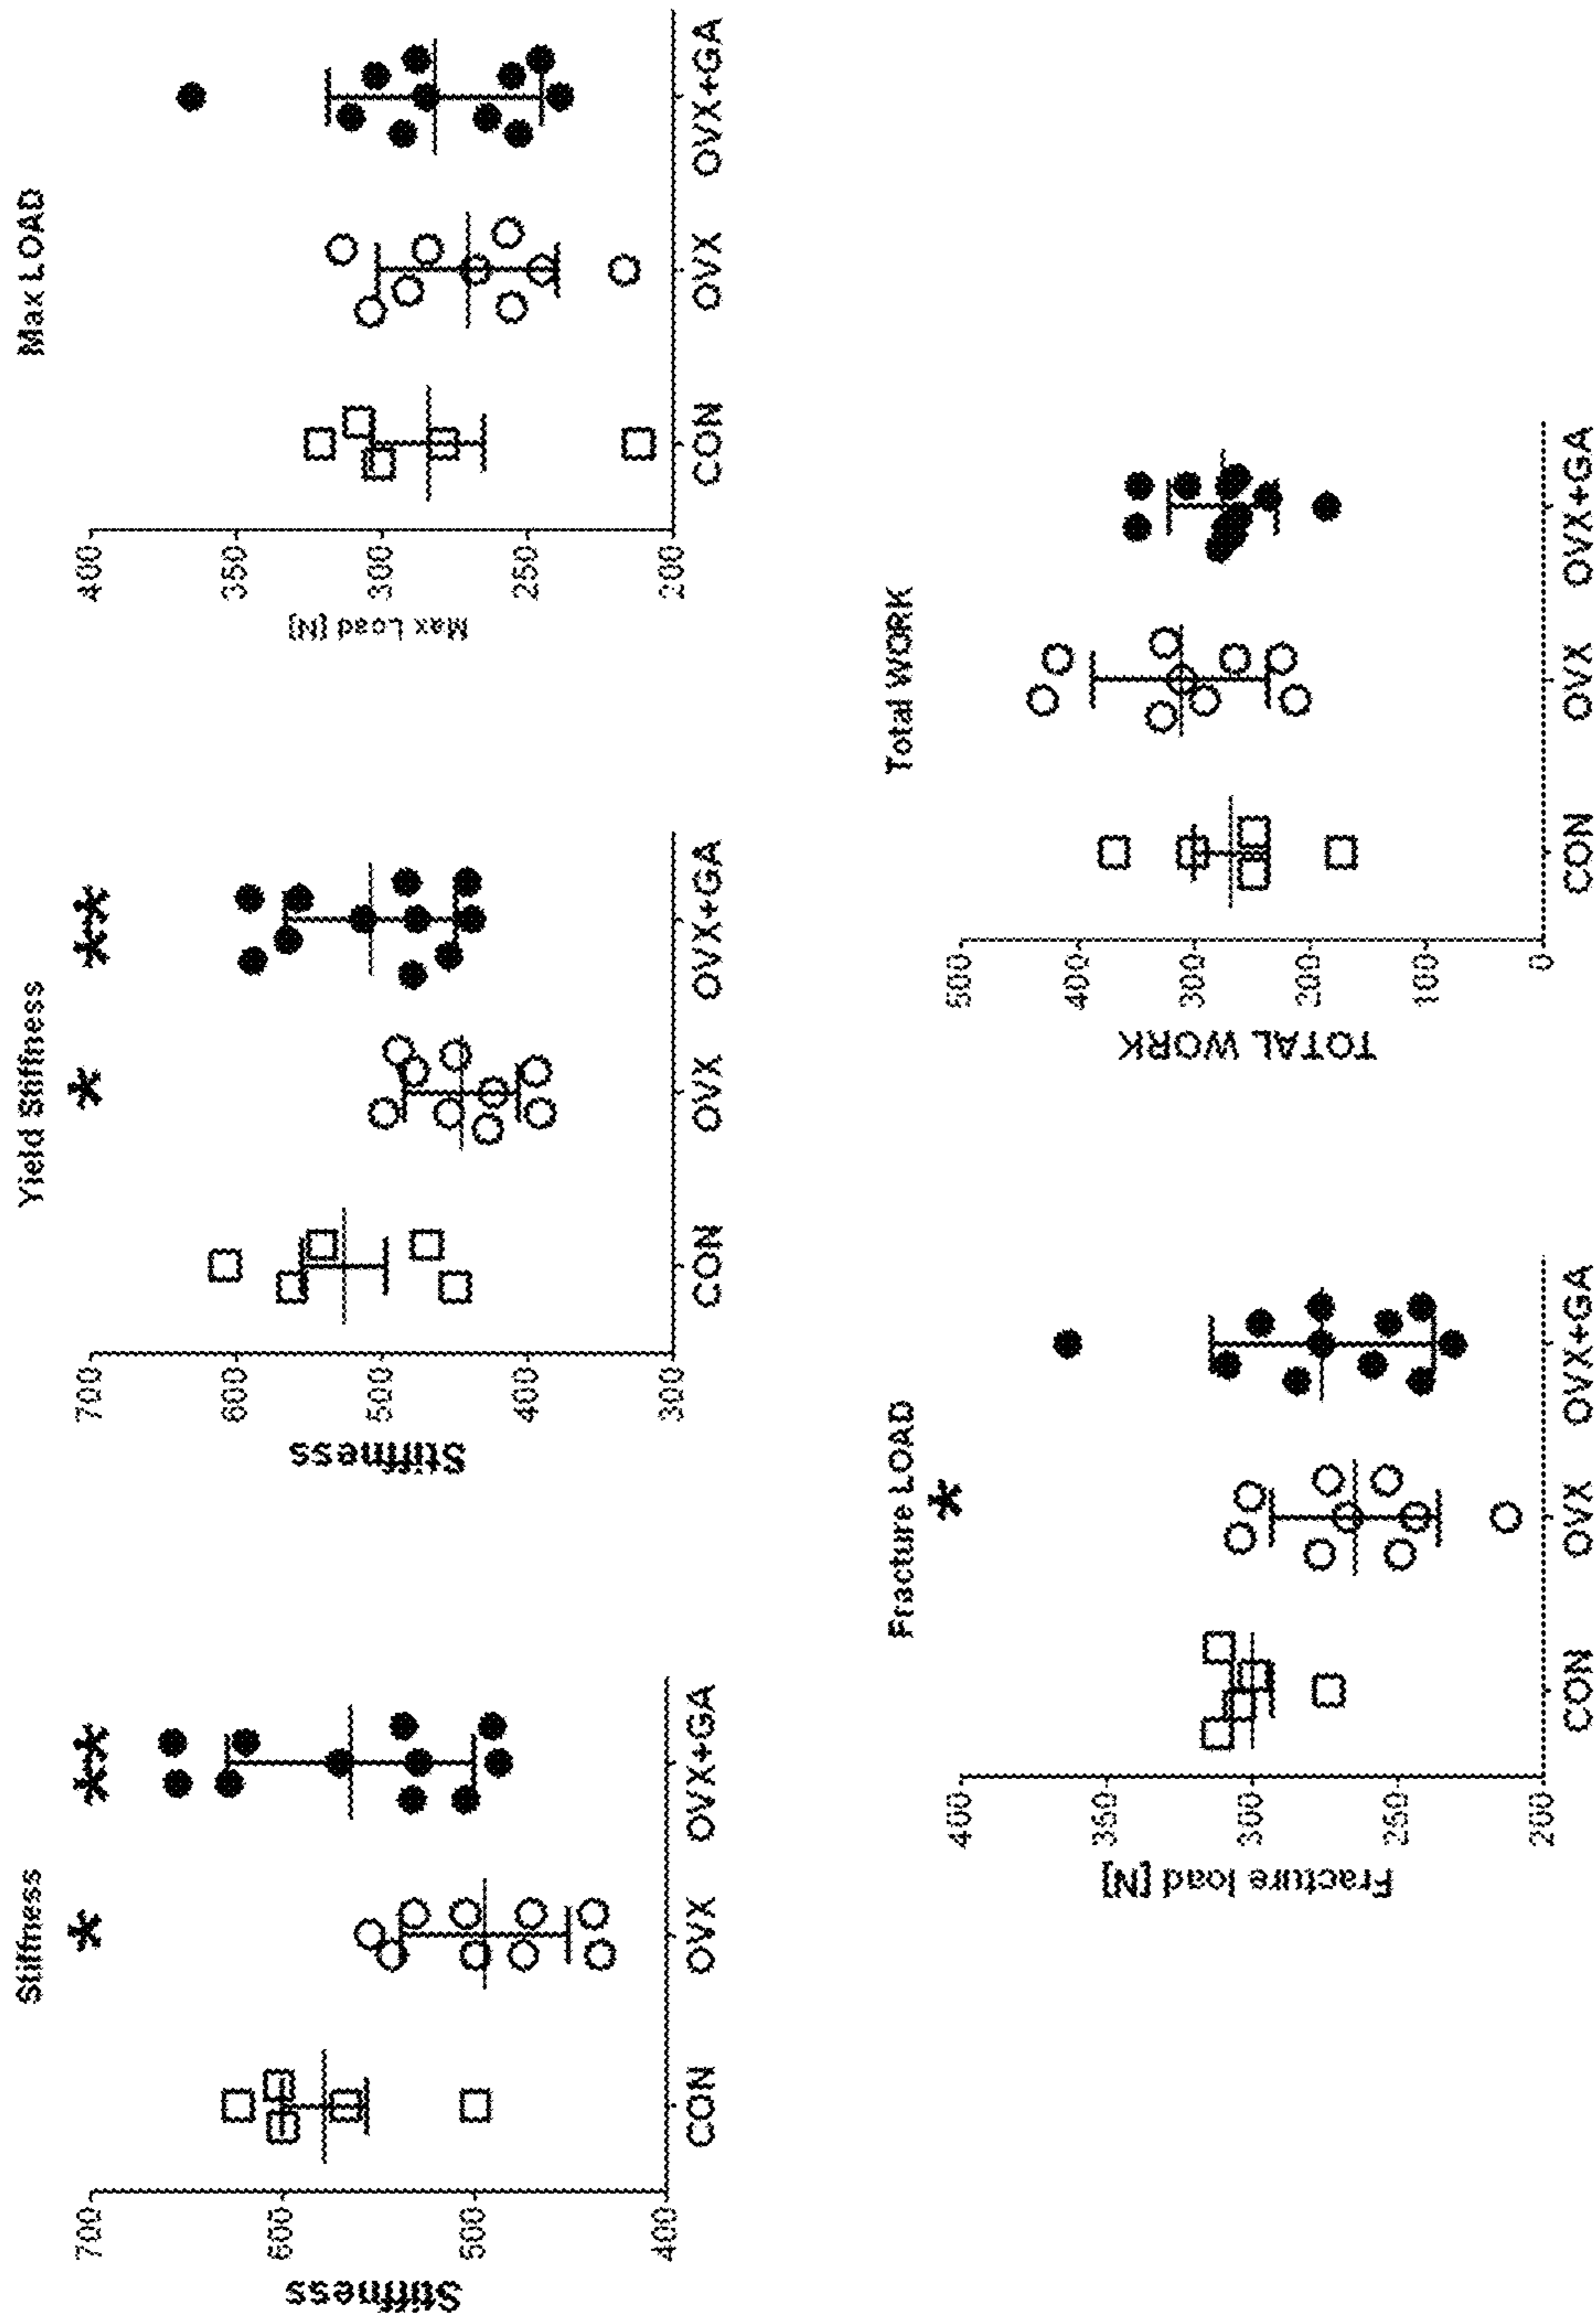 Stiffness
**
*
Stiffness
700
600
500
400
CON
OVX
OVX+GA
Yield Stiffness
**
*
Stiffness
700
600
500
400
300
CON
OVX
OVX+GA
Max LOAD
Max Load [N]
400
350
300
250
200
CON
OVX
OVX+GA
Fracture LOAD
*
Fracture load [N]
400
350
300
250
200
CON
OVX
OVX+GA
Total WORK
TOTAL WORK
500
400
300
200
100
0
CON
OVX
OVX+GA